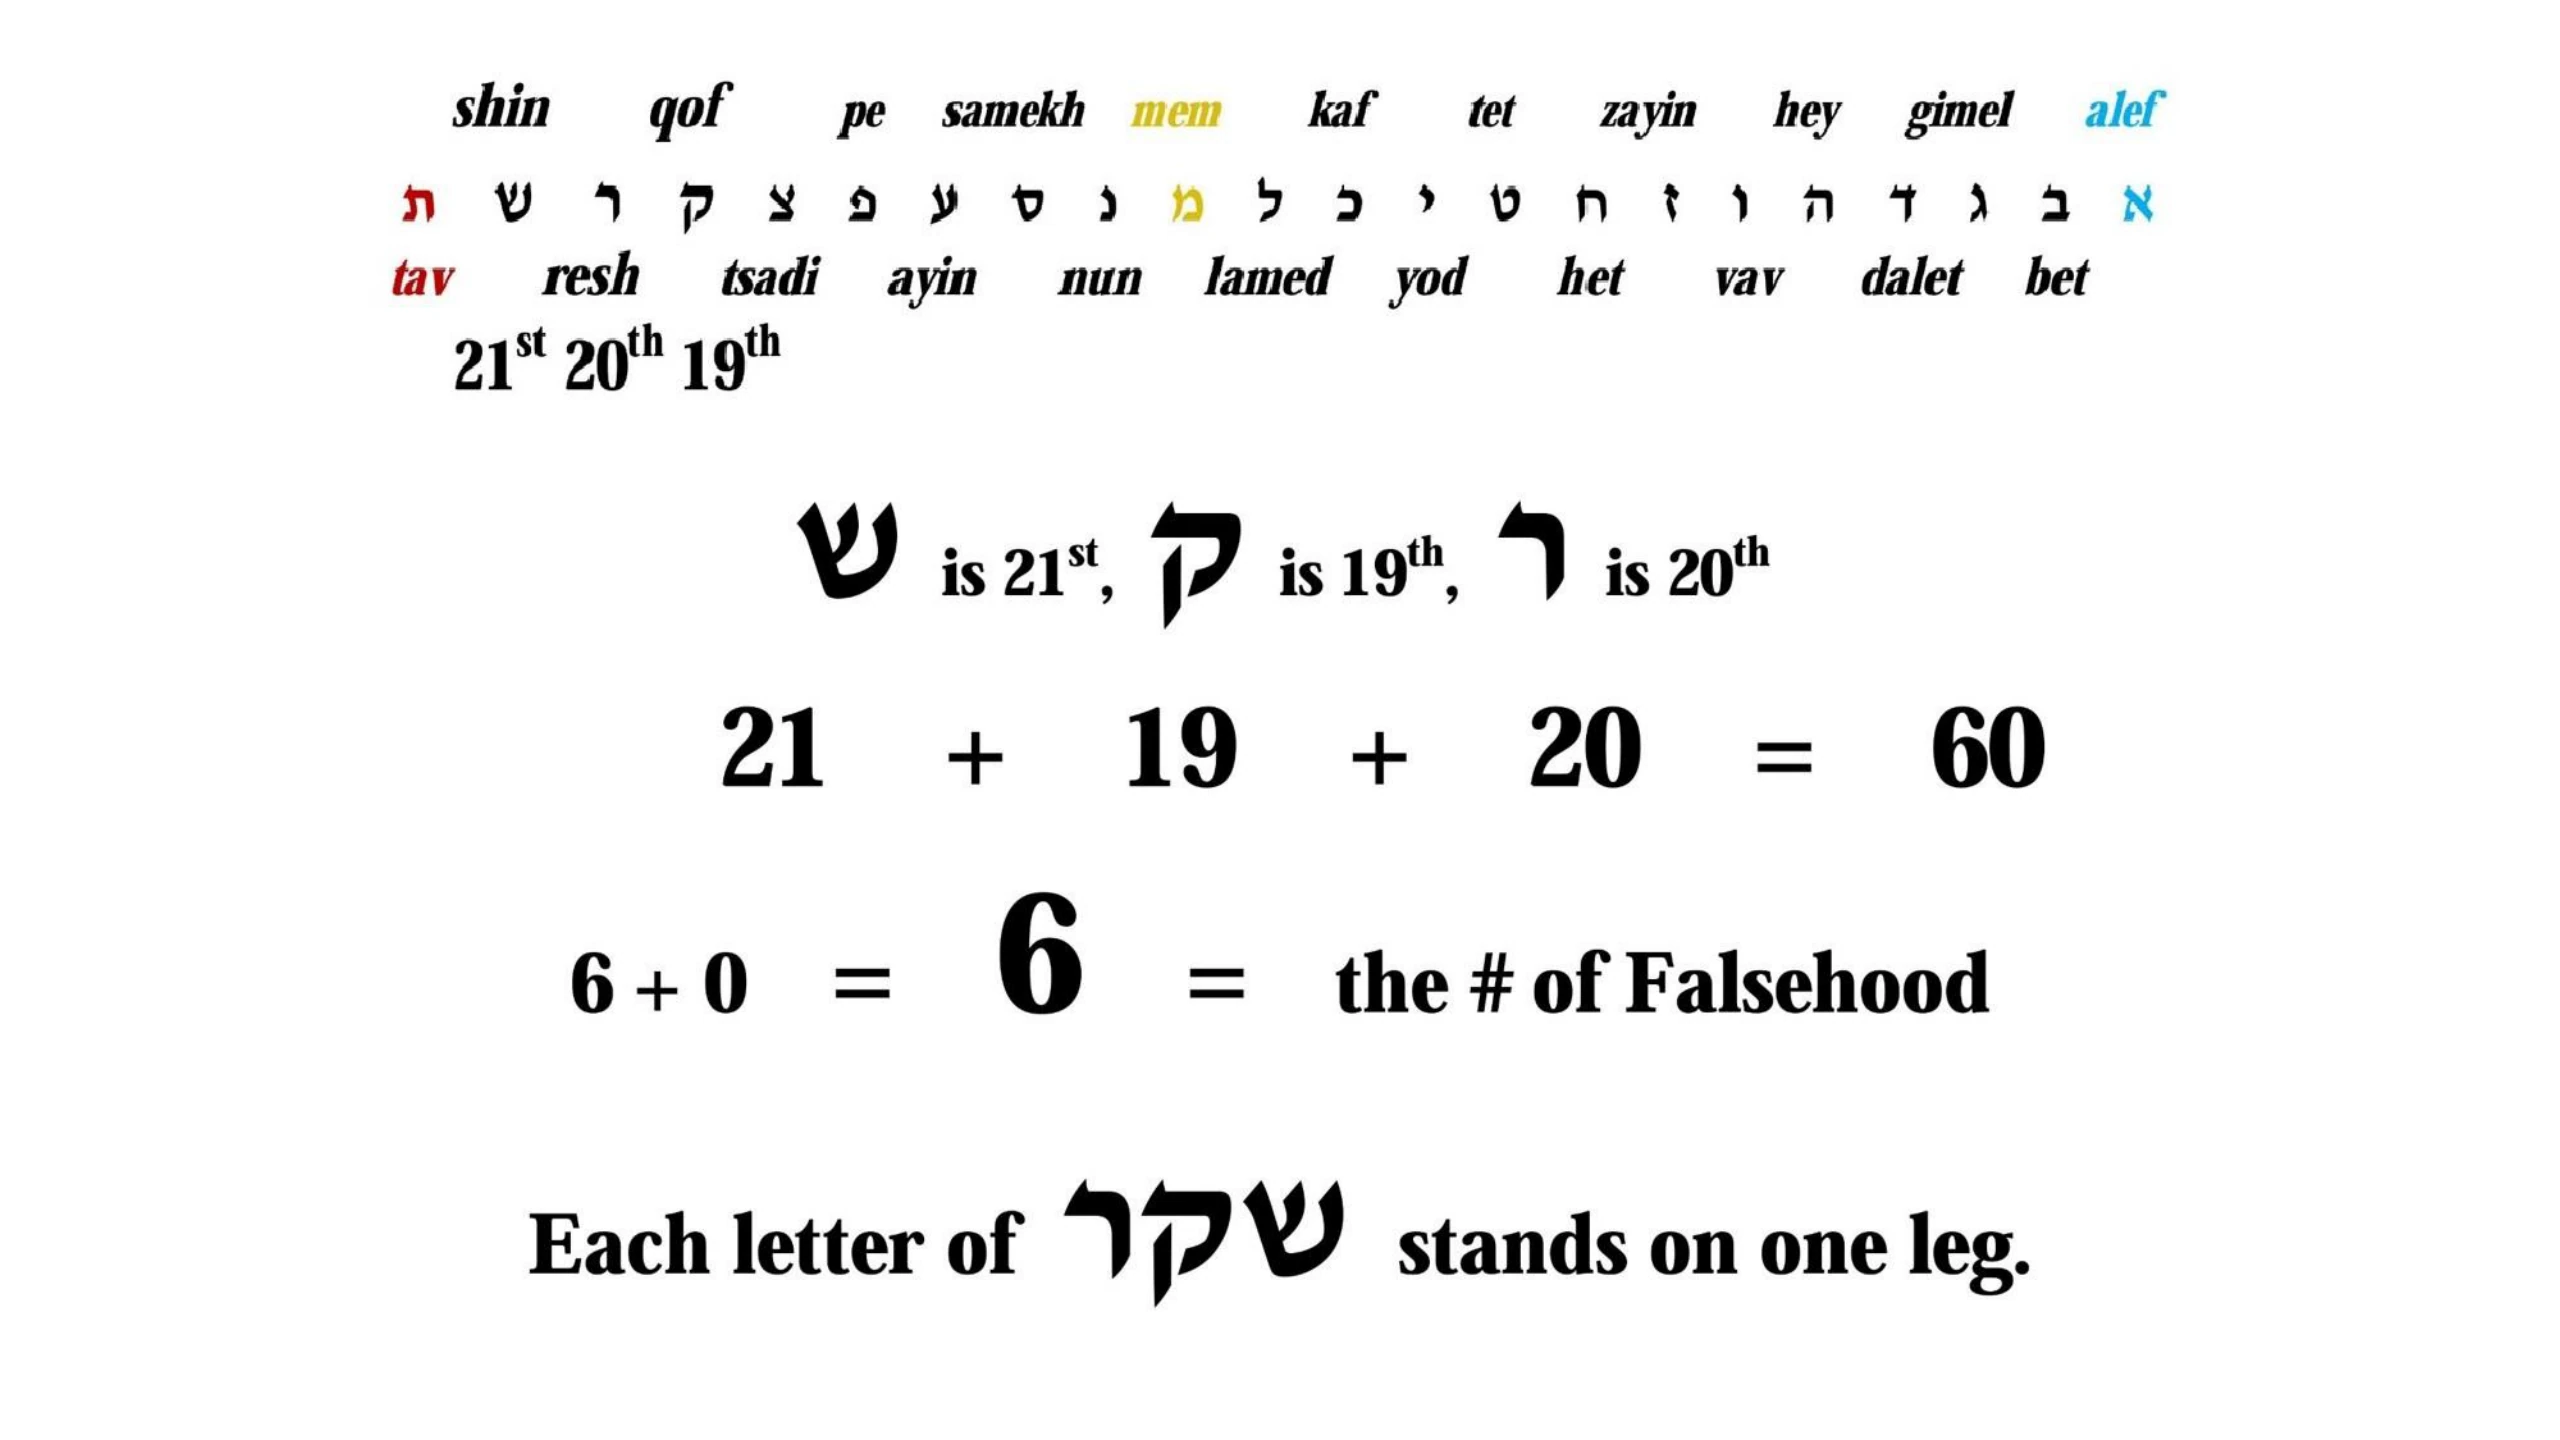 shin qof pe samekh mem kaf tet zayin hey gimel alef
א ב ג ד ה ו ז ח ט י כ ל מ נ ס ע פ צ ק ר ש ת
tav resh tsadi ayin nun lamed yod het vav dalet bet
21st 20th 19th
ש is 21st, ק is 19th, ר is 20th
21 + 19 + 20 = 60
6 + 0 = 6 = the # of Falsehood
Each letter of שקר stands on one leg.